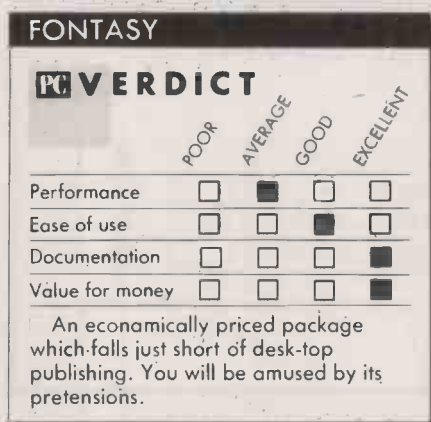 FONTASY
PC VERDICT
POOR AVERAGE GOOD EXCELLENT
Performance
Ease of use
Documentation
Value for money
An economically priced package
which falls just short of desk-top
publishing. You will be amused by its
pretensions.